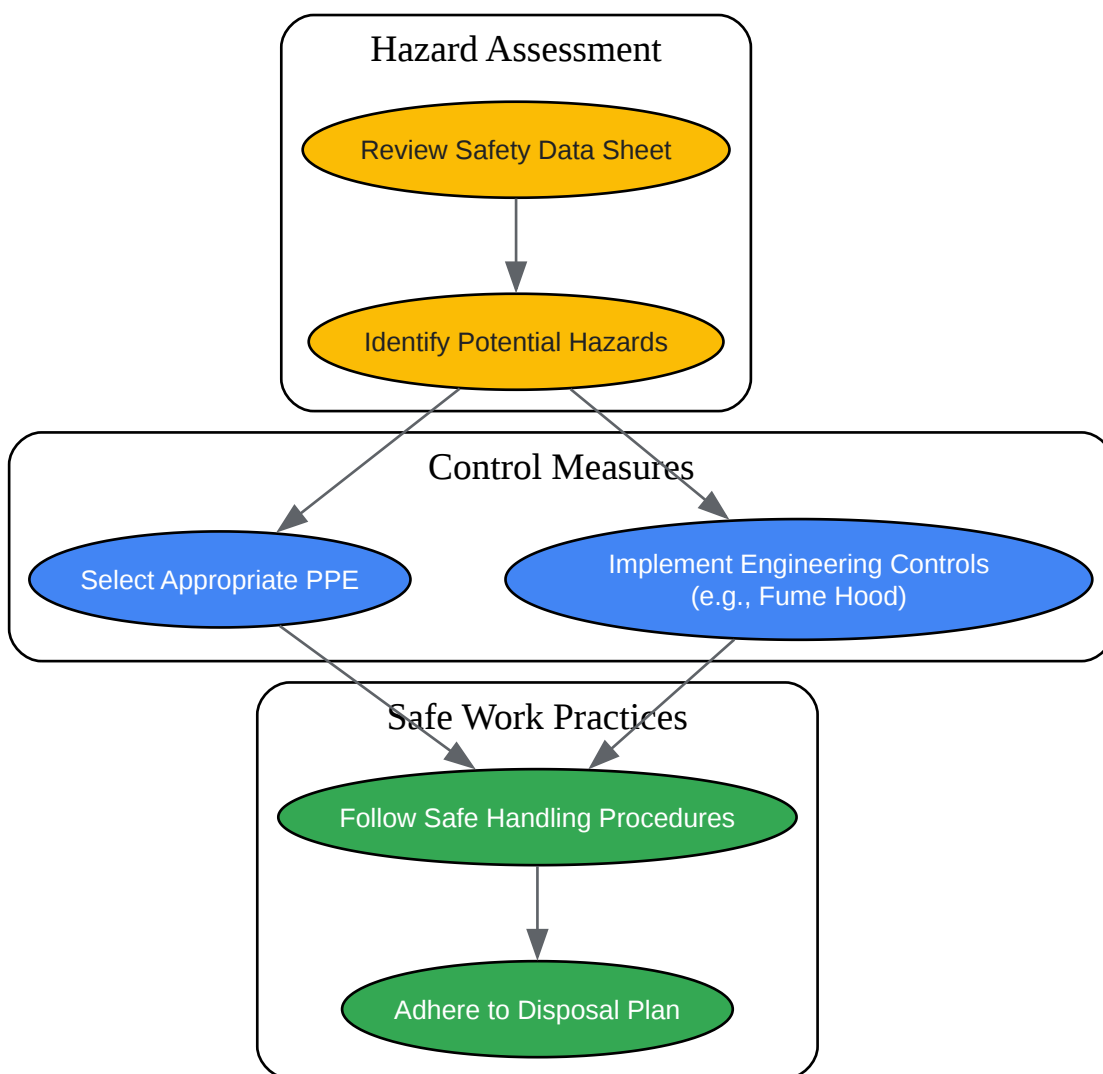 Hazard Assessment
Review Safety Data Sheet
Identify Potential Hazards
Control Measures
Select Appropriate PPE
Implement Engineering Controls
(e.g., Fume Hood)
Safe Work Practices
Follow Safe Handling Procedures
Adhere to Disposal Plan